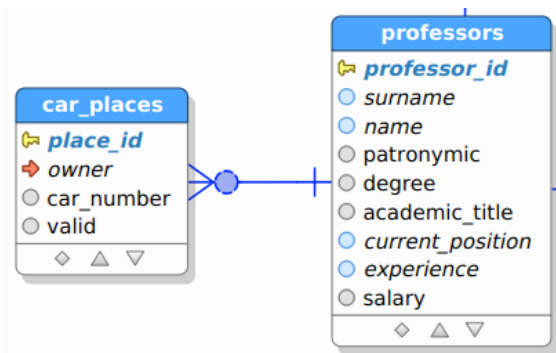 car_places
place_id
owner
car_number
valid
professors
professor_id
surname
name
patronymic
degree
academic_title
current_position
experience
salary